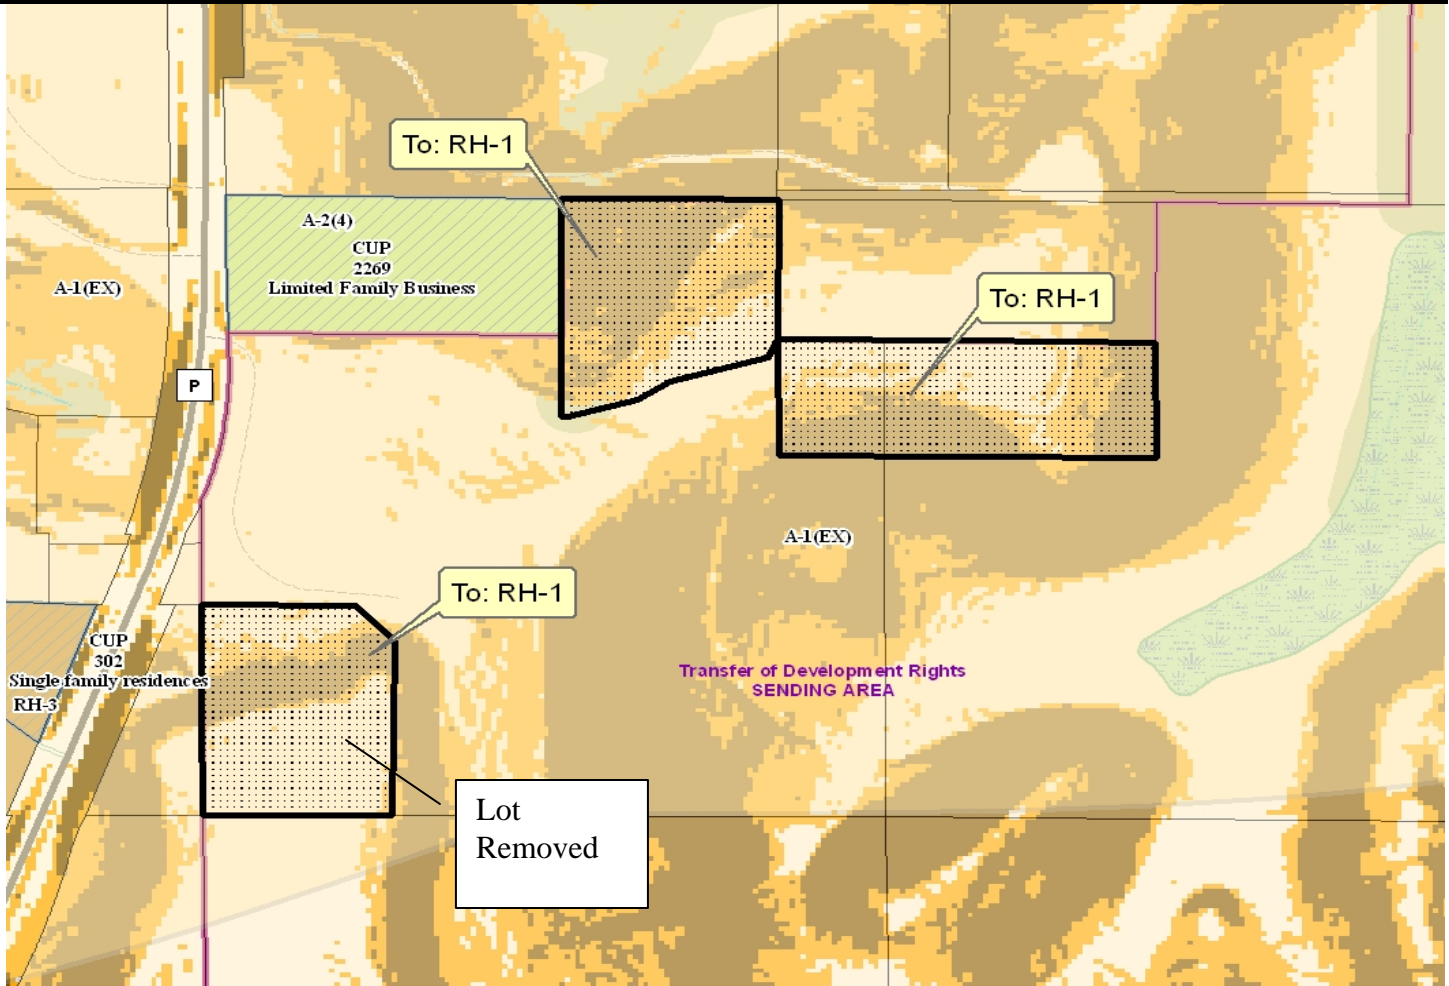 To: RH-1
A-2(4)
CUP
2269
Limited Family Business
A-1(EX)
To: RH-1
P
A-1(EX)
To: RH-1
CUP
302
Single family residences
RH-3
Transfer of Development Rights
SENDING AREA
Lot
Removed